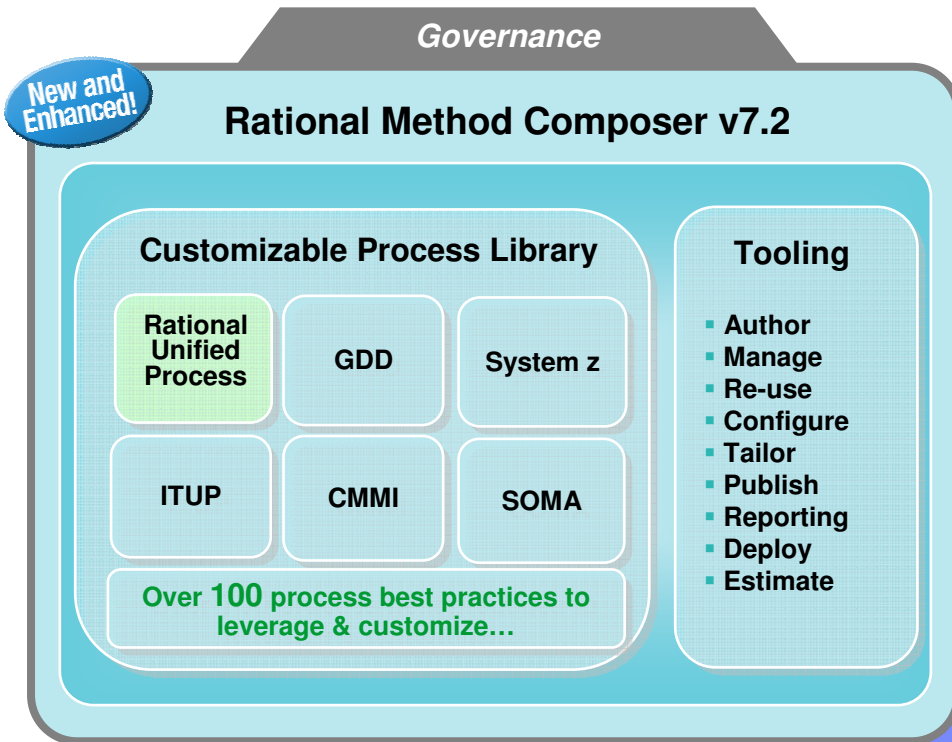 Governance
New and
Enhanced!
Rational Method Composer v7.2
Customizable Process Library
Rational
Unified
Process
GDD
System z
ITUP
CMMI
SOMA
Over 100 process best practices to
leverage & customize…
Tooling
▪ Author
▪ Manage
▪ Re-use
▪ Configure
▪ Tailor
▪ Publish
▪ Reporting
▪ Deploy
▪ Estimate